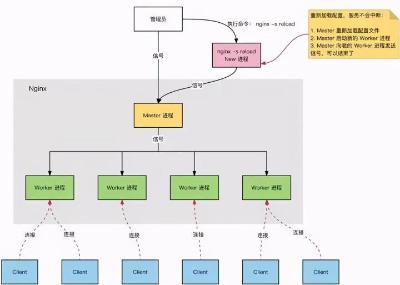 管理员
执行命令：nginx -s reload
重新加载配置，服务不会中断：
1. Master 重新加载配置文件
2. Master 启动新的 Worker 进程
3. Master 向老的 Worker 进程发送
信号，可以结束了
nginx -s reload
New 进程
信号
信号
Nginx
Master 进程
信号
Worker 进程
Worker 进程
Worker 进程
Worker 进程
连接
连接
连接
连接
连接
连接
Client
Client
Client
Client
Client
Client